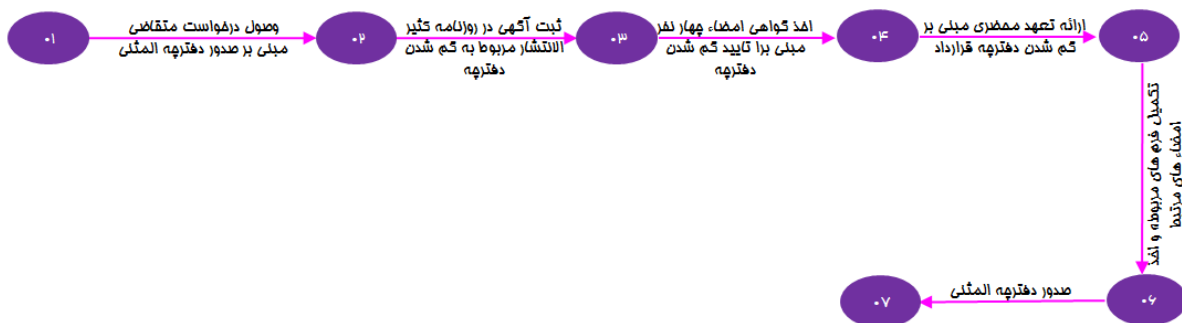 ۰۱
وصول درخواست متقاضی
مبنی بر صدور دفترچه المثنی
۰۲
ثبت آگهی در روزنامه کثیر
الانتشار مربوط به گم شدن
دفترچه
۰۳
اخذ گواهی امضاء چهار نفر
مبنی برا تایید گم شدن
دفترچه
۰۴
ارائه تعهد محضری مبنی بر
گم شدن دفترچه قرارداد
۰۵
تکمیل فرم های مربوطه و اخذ
امضاء های مرتبط
۰۶
صدور دفترچه المثنی
۰۷